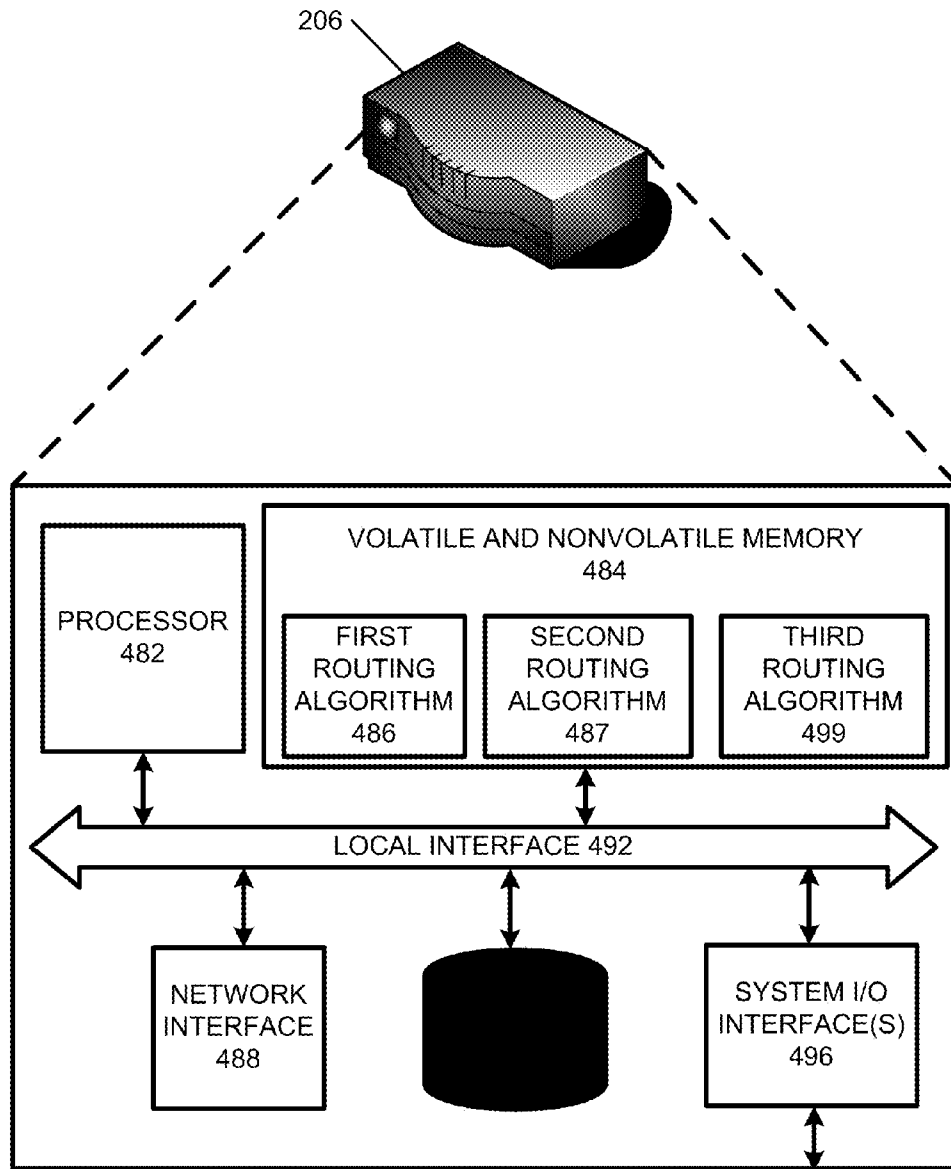 206
VOLATILE AND NONVOLATILE MEMORY
484
PROCESSOR
482
FIRST
ROUTING
ALGORITHM
486
SECOND
ROUTING
ALGORITHM
487
THIRD
ROUTING
ALGORITHM
499
LOCAL INTERFACE 492
NETWORK
INTERFACE
488
SYSTEM I/O
INTERFACE(S)
496